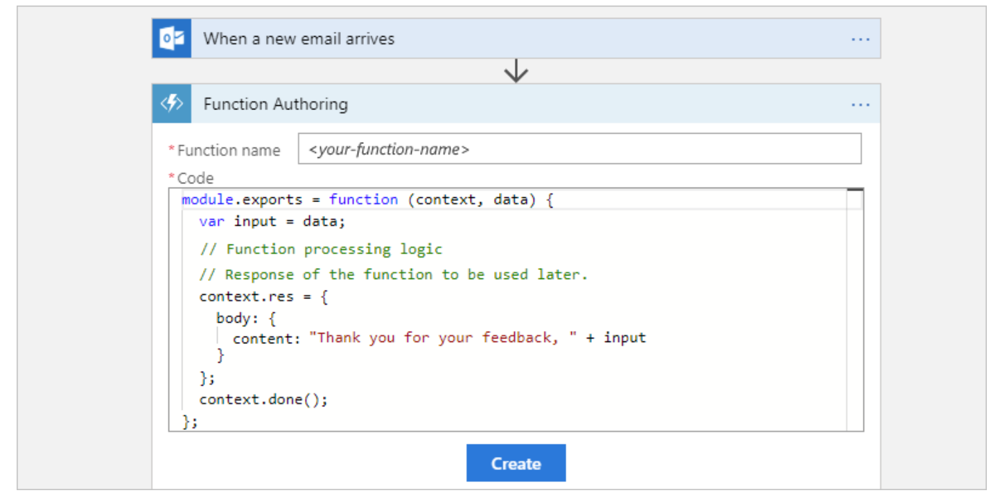 When a new email arrives ...
Function Authoring ...
* Function name <your-function-name>
* Code
module.exports = function (context, data) {
  var input = data;
  // Function processing logic
  // Response of the function to be used later.
  context.res = {
    body: {
      content: "Thank you for your feedback, " + input
    }
  };
  context.done();
};
Create